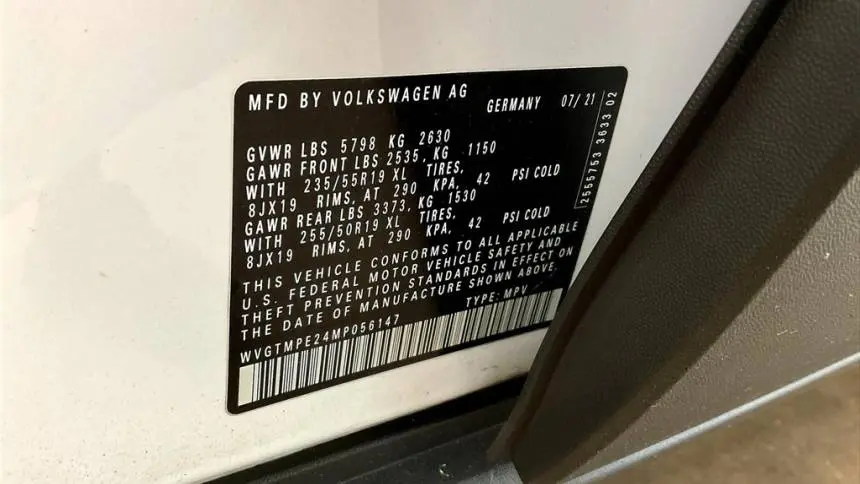 MFD BY VOLKSWAGEN AG GERMANY 07/21
GVWR LBS 5798 KG 2630
GAWR FRONT LBS 2535, KG 1150
WITH 235/55R19 XL TIRES,
8JX19 RIMS, AT 290 KPA, 42 PSI COLD
GAWR REAR LBS 3373, KG 1530
WITH 255/50R19 XL TIRES,
8JX19 RIMS, AT 290 KPA, 42 PSI COLD
THIS VEHICLE CONFORMS TO ALL APPLICABLE
U.S. FEDERAL MOTOR VEHICLE SAFETY AND
THEFT PREVENTION STANDARDS IN EFFECT ON
THE DATE OF MANUFACTURE SHOWN ABOVE.
WVGTMPE24MP056147 TYPE: MPV
2555753 3633 02